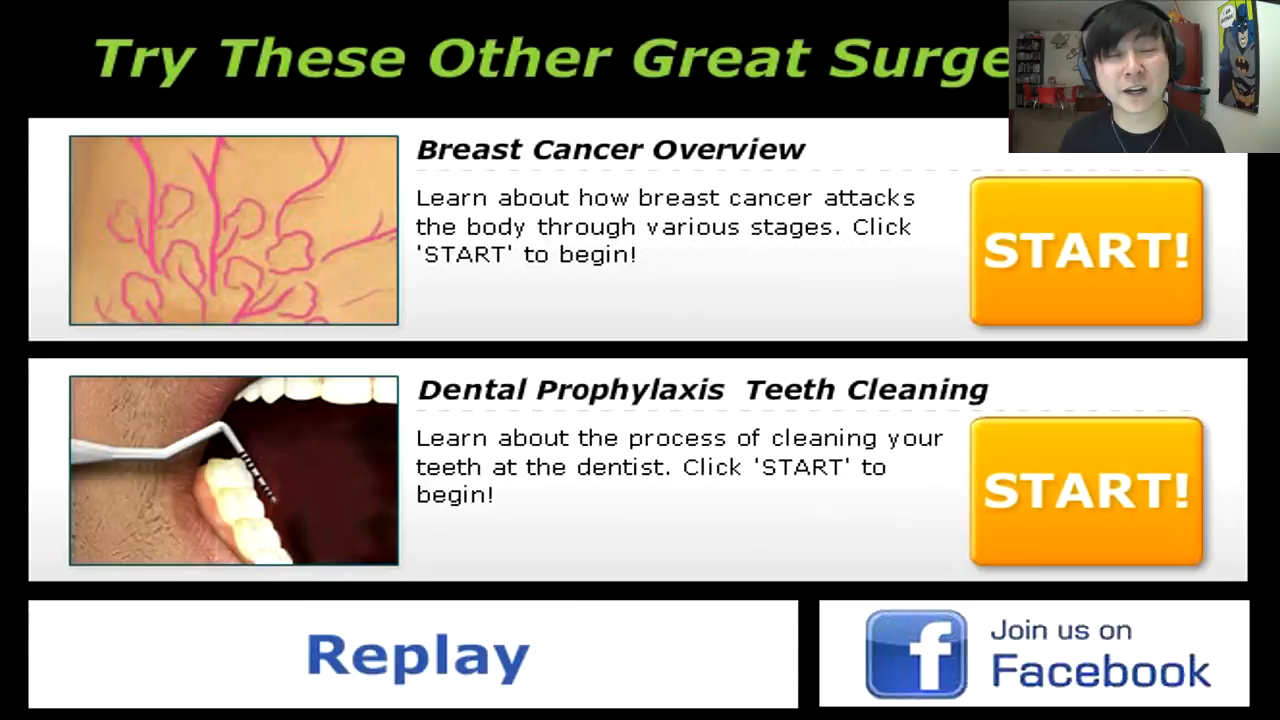 Try These Other Great Surge
Breast Cancer Overview
Learn about how breast cancer attacks
the body through various stages. Click
'START' to begin!
START!
Dental Prophylaxis Teeth Cleaning
Learn about the process of cleaning your
teeth at the dentist. Click 'START' to
begin!
START!
Replay
Join us on
Facebook